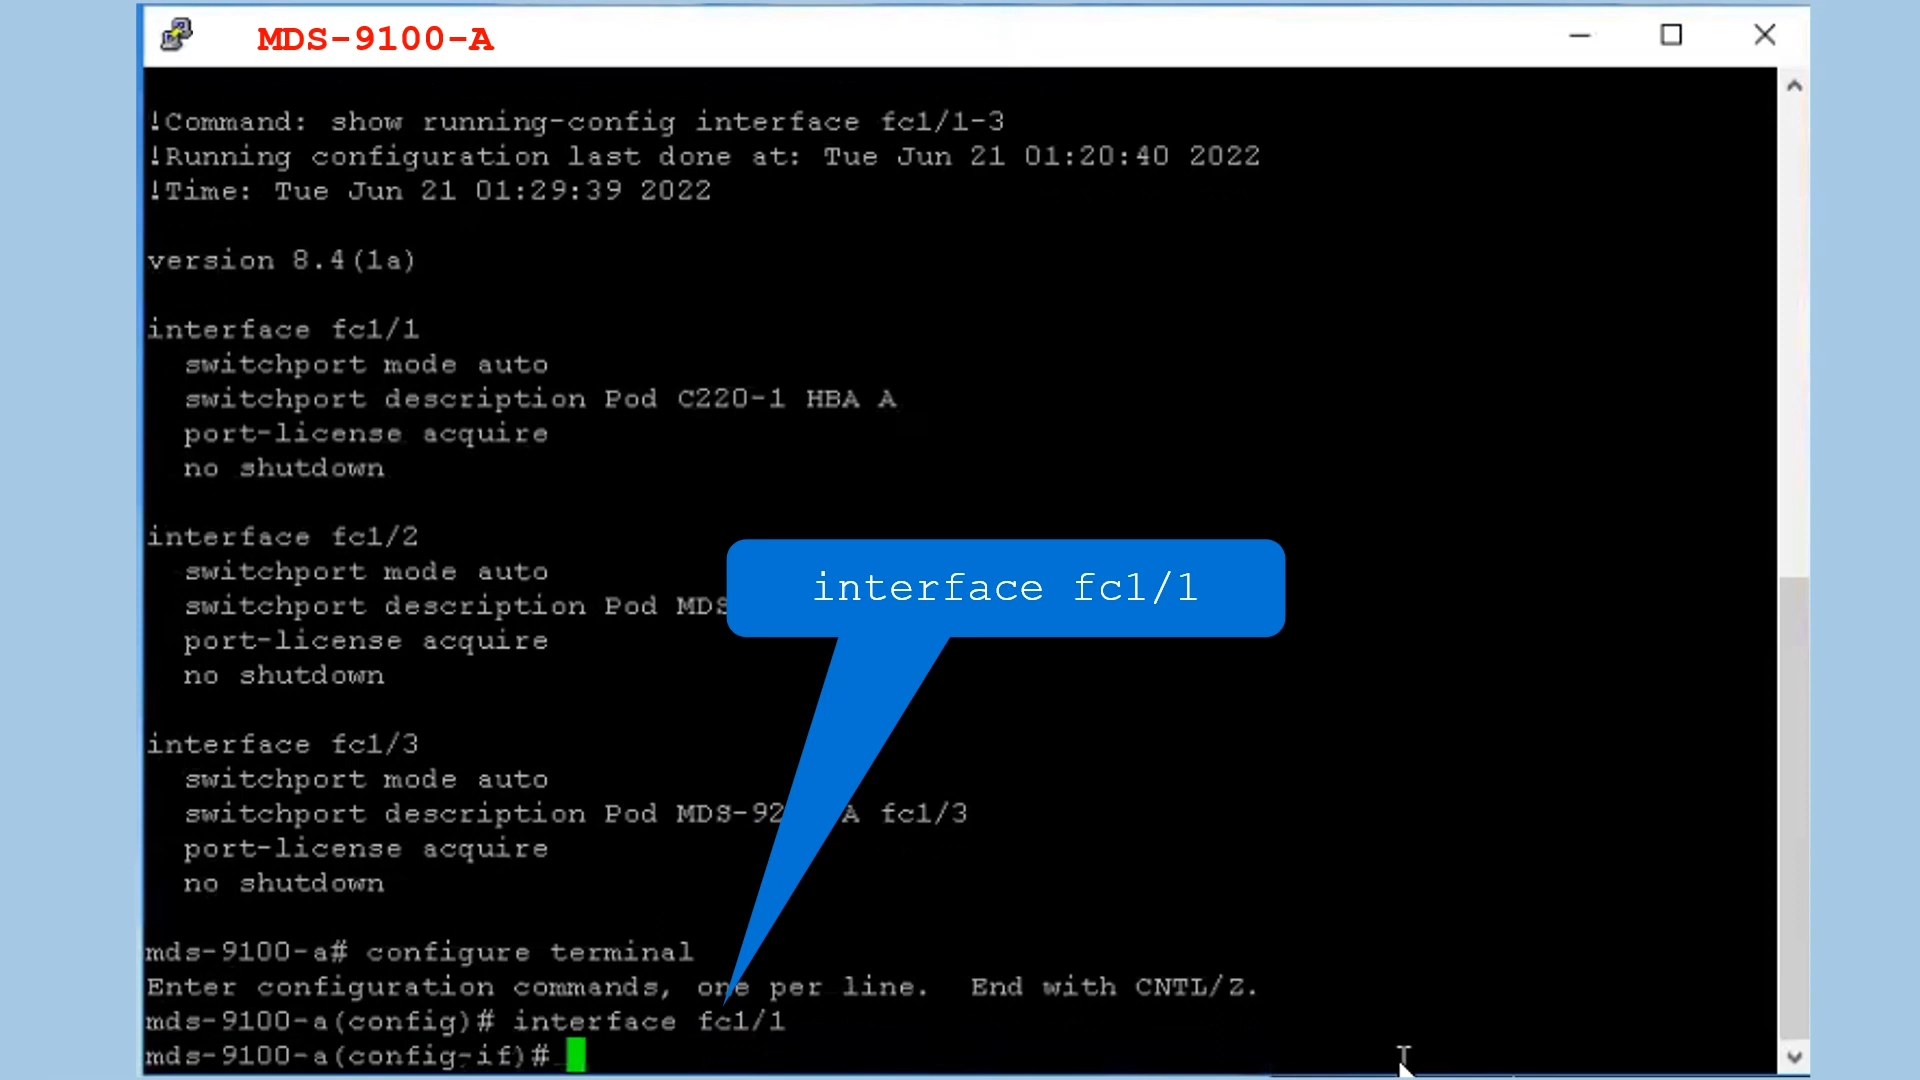 MDS-9100-A
!Command: show running-config interface fc1/1-3
!Running configuration last done at: Tue Jun 21 01:20:40 2022
!Time: Tue Jun 21 01:29:39 2022
version 8.4(1a)
interface fc1/1
switchport mode auto
switchport description Pod C220-1 HBA A
port-license acquire
no shutdown
interface fc1/2
switchport mode auto
switchport description Pod MDS
interface fc1/1
port-license acquire
no shutdown
interface fc1/3
switchport mode auto
switchport description Pod MDS-92 A fc1/3
port-license acquire
no shutdown
mds-9100-a# configure terminal
Enter configuration commands, one per line. End with CNTL/Z.
mds-9100-a(config)# interface fc1/1
mds-9100-a(config-if)#